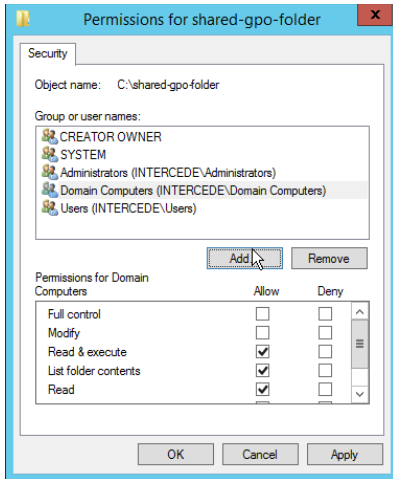 Permissions for shared-gpo-folder
x
Security
Object name: C:\shared-gpo-folder
Group or user names:
CREATOR OWNER
SYSTEM
Administrators (INTERCEDE\Administrators)
Domain Computers (INTERCEDE\Domain Computers)
Users (INTERCEDE\Users)
Add...
Remove
Permissions for Domain
Computers Allow Deny
Full control
Modify
Read & execute
List folder contents
Read
OK Cancel Apply